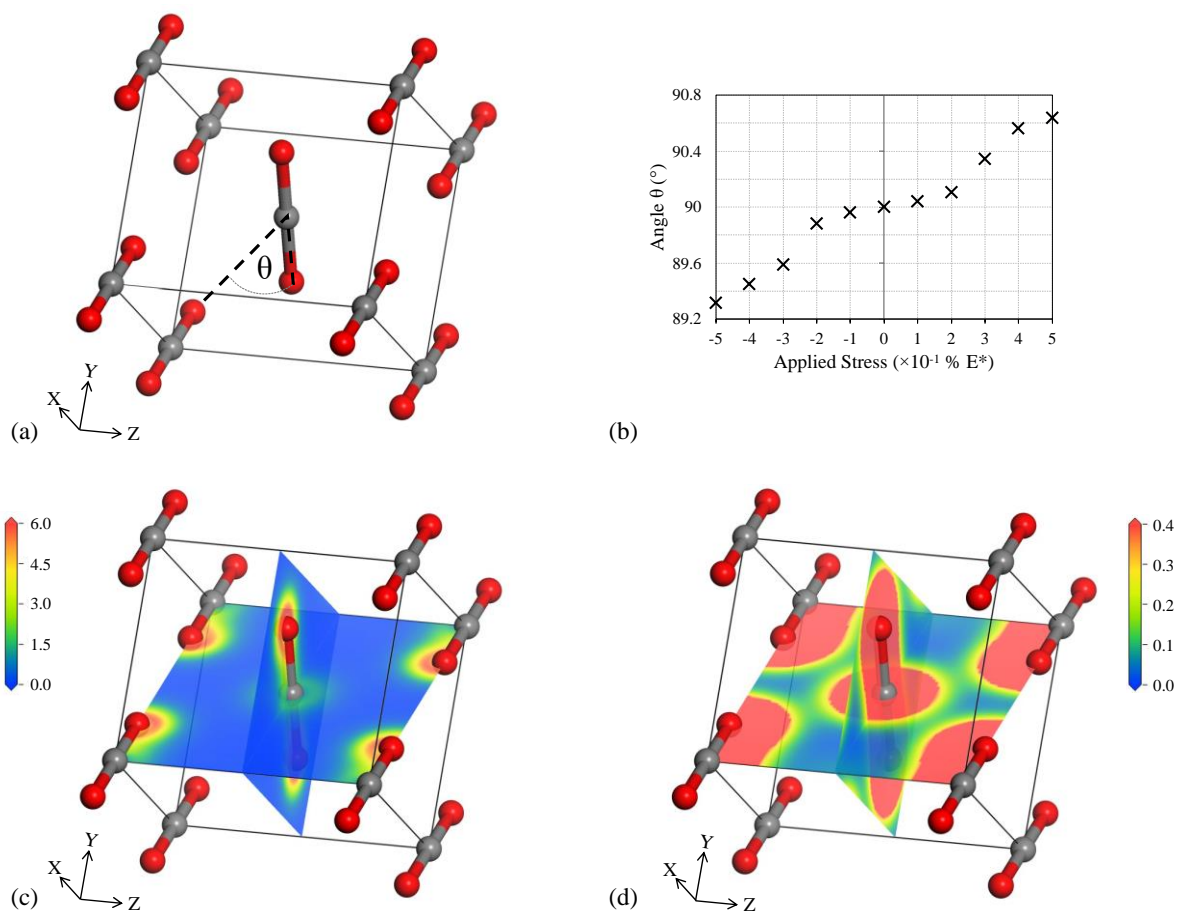 θ
Y
X
Z
(a)
90.8
90.4
90
89.6
89.2
Angle θ (°)
-5 -4 -3 -2 -1 0 1 2 3 4 5
Applied Stress (×10⁻¹ % E*)
(b)
6.0
4.5
3.0
1.5
0.0
Y
X
Z
(c)
0.4
0.3
0.2
0.1
0.0
Y
X
Z
(d)